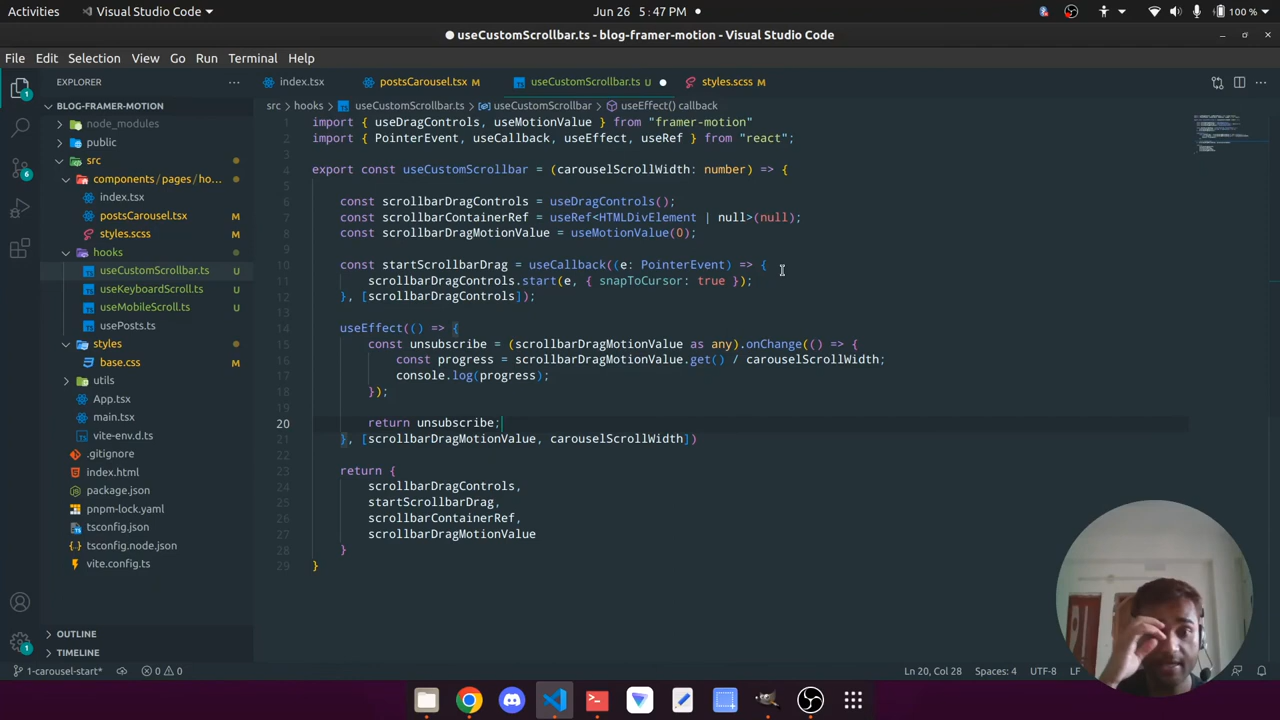 Activities
Visual Studio Code
Jun 26 5:47 PM
100 %
useCustomScrollbar.ts - blog-framer-motion - Visual Studio Code
File Edit Selection View Go Run Terminal Help
EXPLORER
index.tsx
postsCarousel.tsx M
useCustomScrollbar.ts U
styles.scss M
BLOG-FRAMER-MOTION
node_modules
public
src
components/pages/ho...
index.tsx
postsCarousel.tsx M
styles.scss M
hooks
useCustomScrollbar.ts U
useKeyboardScroll.ts U
useMobileScroll.ts U
usePosts.ts
styles
base.css M
utils
App.tsx
main.tsx
vite-env.d.ts
.gitignore
index.html
package.json
pnpm-lock.yaml
tsconfig.json
tsconfig.node.json
vite.config.ts
OUTLINE
TIMELINE
src > hooks > useCustomScrollbar.ts > useCustomScrollbar > useEffect() callback
1 import { useDragControls, useMotionValue } from "framer-motion"
2 import { PointerEvent, useCallback, useEffect, useRef } from "react";
3
4 export const useCustomScrollbar = (carouselScrollWidth: number) => {
5
6 const scrollbarDragControls = useDragControls();
7 const scrollbarContainerRef = useRef<HTMLDivElement | null>(null);
8 const scrollbarDragMotionValue = useMotionValue(0);
9
10 const startScrollbarDrag = useCallback((e: PointerEvent) => {
11 scrollbarDragControls.start(e, { snapToCursor: true });
12 }, [scrollbarDragControls]);
13
14 useEffect(() => {
15 const unsubscribe = (scrollbarDragMotionValue as any).onChange(() => {
16 const progress = scrollbarDragMotionValue.get() / carouselScrollWidth;
17 console.log(progress);
18 });
19
20 return unsubscribe;
21 }, [scrollbarDragMotionValue, carouselScrollWidth])
22
23 return {
24 scrollbarDragControls,
25 startScrollbarDrag,
26 scrollbarContainerRef,
27 scrollbarDragMotionValue
28 }
29 }
1-carousel-start*
0 0
Ln 20, Col 28
Spaces: 4
UTF-8
LF